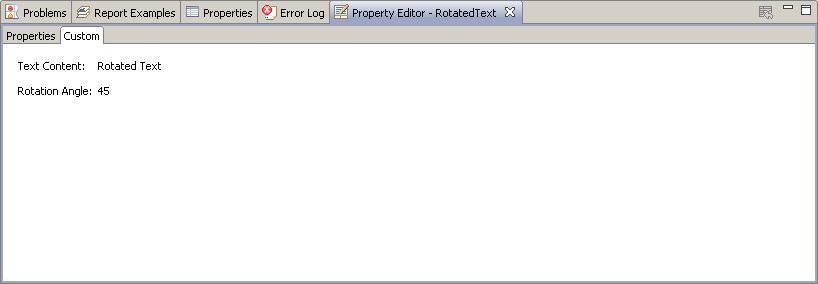 Problems Report Examples Properties Error Log Property Editor - RotatedText
Properties Custom
Text Content: Rotated Text
Rotation Angle: 45